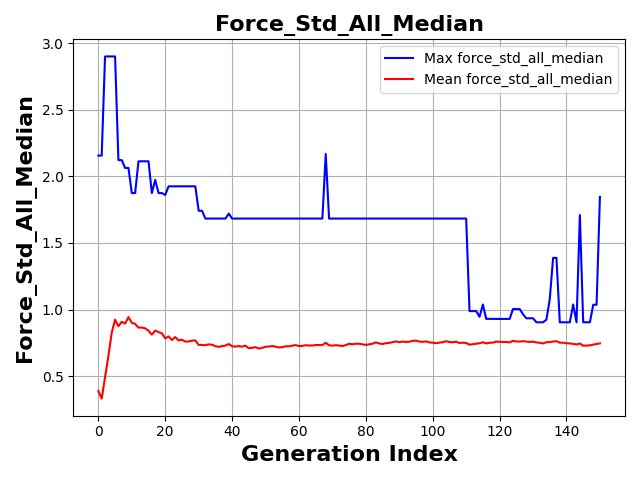 Force_Std_All_Median
Max force_std_all_median
Mean force_std_all_median
Force_Std_All_Median
3.0
2.5
2.0
1.5
1.0
0.5
0 20 40 60 80 100 120 140
Generation Index